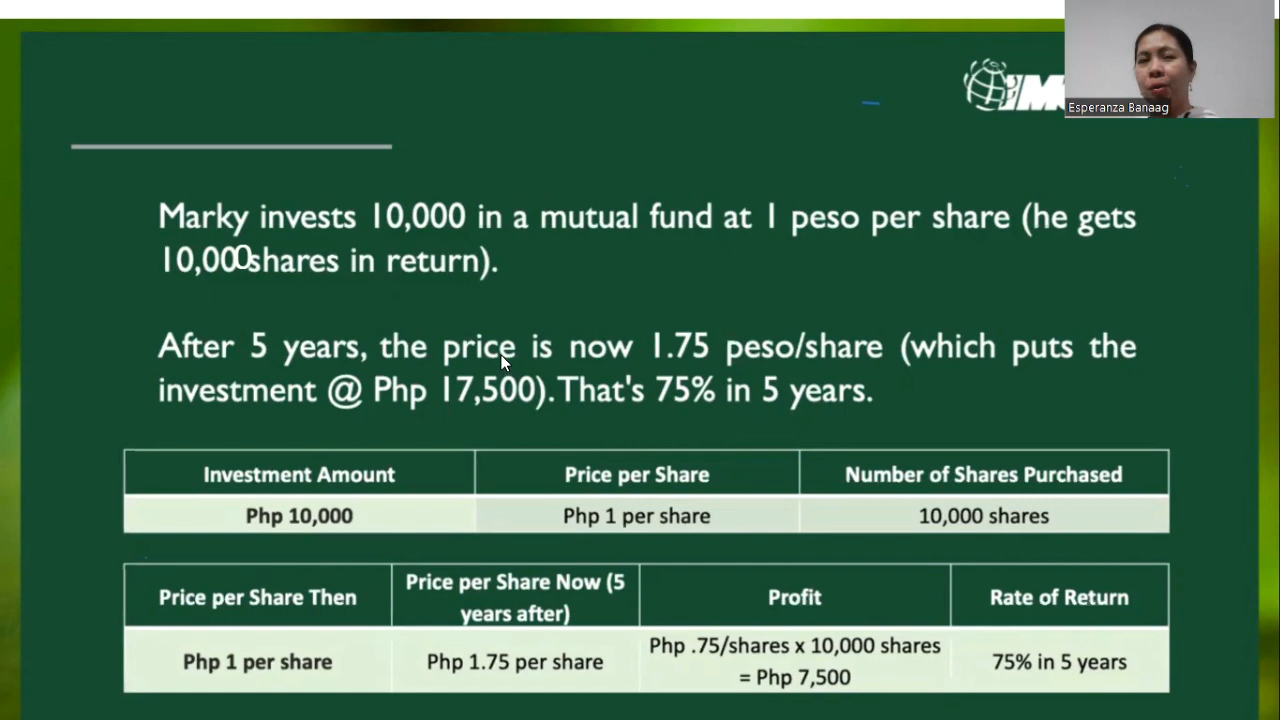 Esperanza Banaag
Marky invests 10,000 in a mutual fund at 1 peso per share (he gets
10,000shares in return).
After 5 years, the price is now 1.75 peso/share (which puts the
investment @ Php 17,500).That's 75% in 5 years.
Investment Amount Price per Share Number of Shares Purchased
Php 10,000 Php 1 per share 10,000 shares
Price per Share Then Price per Share Now (5 Profit Rate of Return
years after)
Php 1 per share Php 1.75 per share Php .75/shares x 10,000 shares 75% in 5 years
= Php 7,500